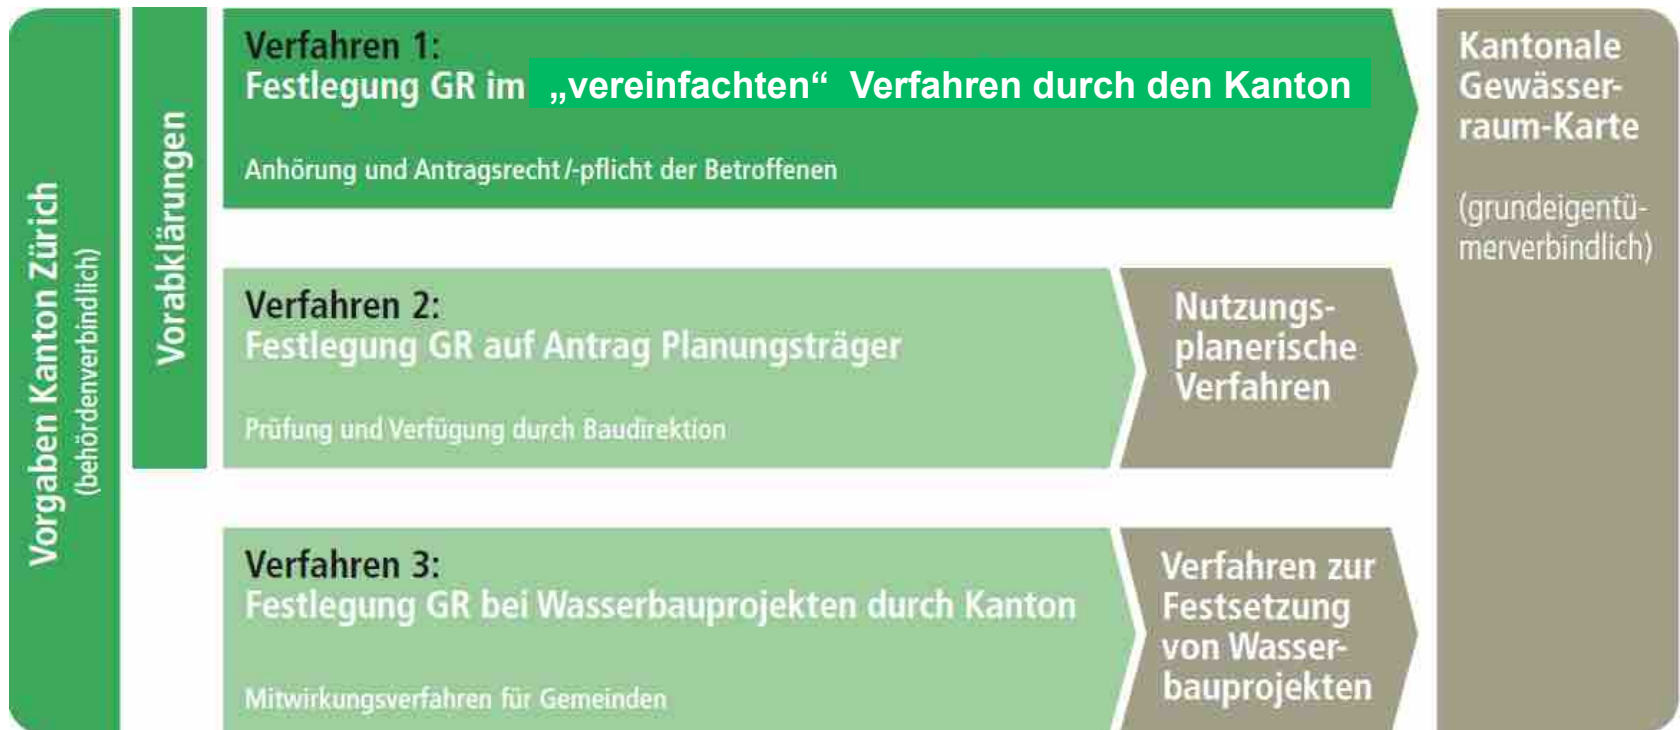 Vorgaben Kanton Zürich
(behördenverbindlich)
Vorabklärungen
Verfahren 1:
Festlegung GR im „vereinfachten“ Verfahren durch den Kanton
Anhörung und Antragsrecht/-pflicht der Betroffenen
Verfahren 2:
Festlegung GR auf Antrag Planungsträger
Prüfung und Verfügung durch Baudirektion
Nutzungs-
planerische
Verfahren
Verfahren 3:
Festlegung GR bei Wasserbauprojekten durch Kanton
Mitwirkungsverfahren für Gemeinden
Verfahren zur
Festsetzung
von Wasser-
bauprojekten
Kantonale
Gewässer-
raum-Karte
(grundeigentü-
merverbindlich)